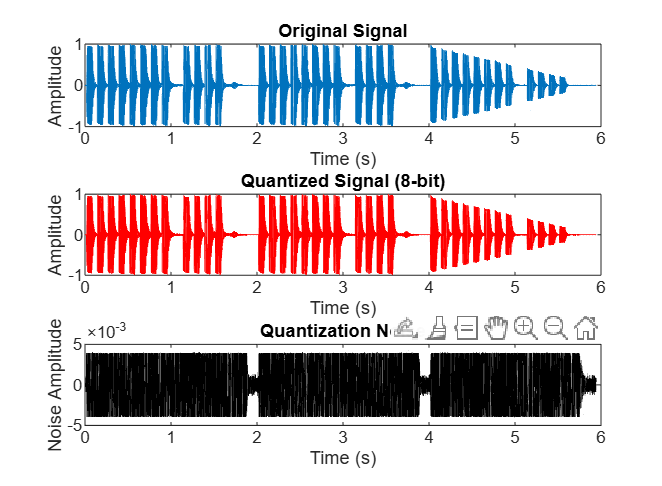 Original Signal
Amplitude
1
0
-1
0 1 2 3 4 5 6
Time (s)
Quantized Signal (8-bit)
Amplitude
1
0
-1
0 1 2 3 4 5 6
Time (s)
Quantization
×10⁻³
Noise Amplitude
5
0
-5
0 1 2 3 4 5 6
Time (s)